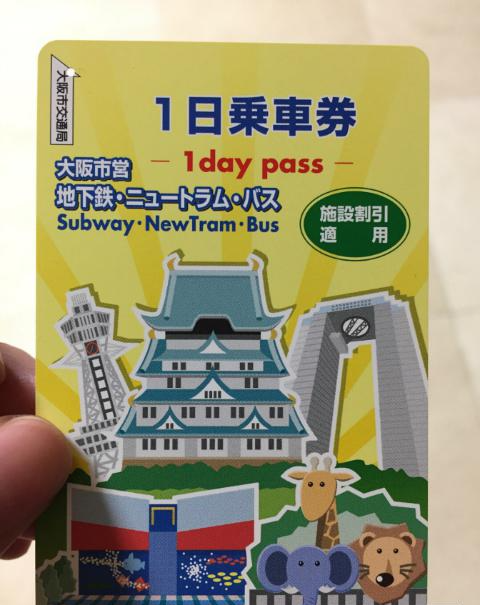 大阪市交通局
1日乗車券
- 1day pass -
大阪市営
地下鉄・ニュートラム・バス
Subway・NewTram・Bus
施設割引
適用